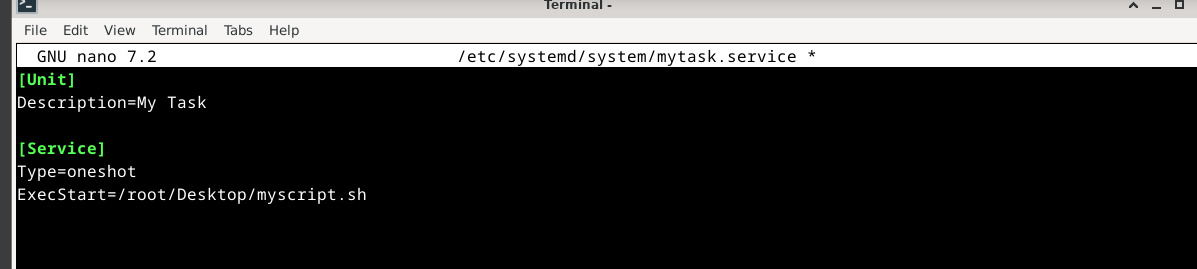 Terminal -
File Edit View Terminal Tabs Help
GNU nano 7.2 /etc/systemd/system/mytask.service *
[Unit]
Description=My Task
[Service]
Type=oneshot
ExecStart=/root/Desktop/myscript.sh